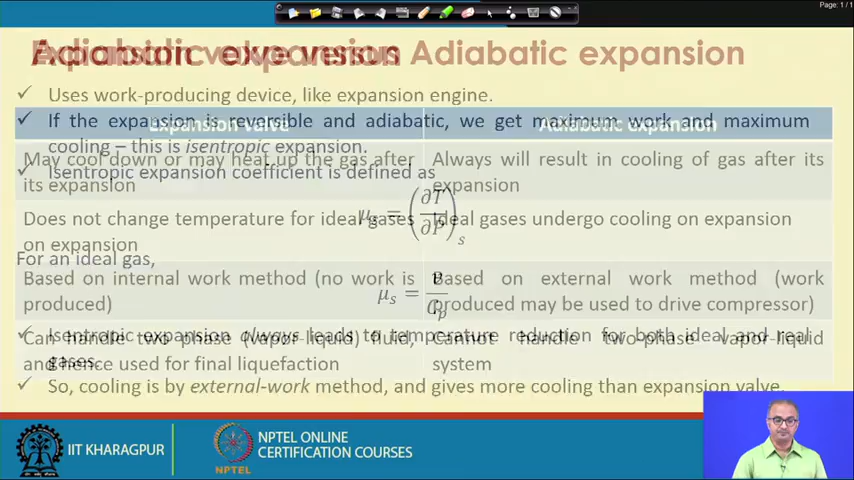 Page: 1 / 1
Adiabatic expansion
Expansion valve versus Adiabatic expansion
✓ Uses work-producing device, like expansion engine.
✓ If the expansion is reversible and adiabatic, we get maximum work and maximum
cooling – this is isentropic expansion.
✓ Isentropic expansion coefficient is defined as
μs = (∂T/∂P)s
For an ideal gas,
μs = v/Cp
✓ Isentropic expansion always leads to temperature reduction for both ideal and real
gases.
✓ So, cooling is by external-work method, and gives more cooling than expansion valve.
Expansion valve Adiabatic expansion
May cool down or may heat up the gas after
its expansion
Always will result in cooling of gas after its
expansion
Does not change temperature for ideal gases
on expansion
Ideal gases undergo cooling on expansion
Based on internal work method (no work is
produced)
Based on external work method (work
produced may be used to drive compressor)
Can handle two phase (vapor-liquid) fluid,
and hence used for final liquefaction
Cannot handle two-phase vapor-liquid
system
IIT KHARAGPUR
NPTEL
NPTEL ONLINE
CERTIFICATION COURSES